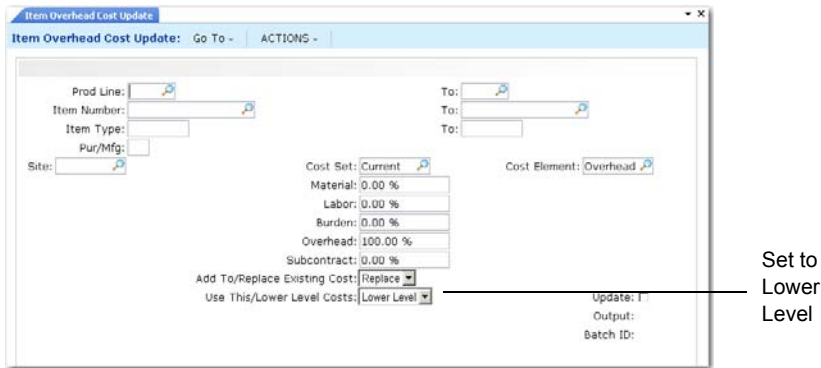 Item Overhead Cost Update
Item Overhead Cost Update: Go To ACTIONS
Prod Line: To:
Item Number: To:
Item Type: To:
Pur/Mfg:
Site: Cost Set: Current Cost Element: Overhead
Material: 0.00 %
Labor: 0.00 %
Burden: 0.00 %
Overhead: 100.00 %
Subcontract: 0.00 %
Add To/Replace Existing Cost: Replace
Use This/Lower Level Costs: Lower Level Update:
Output:
Batch ID:
Set to
Lower
Level